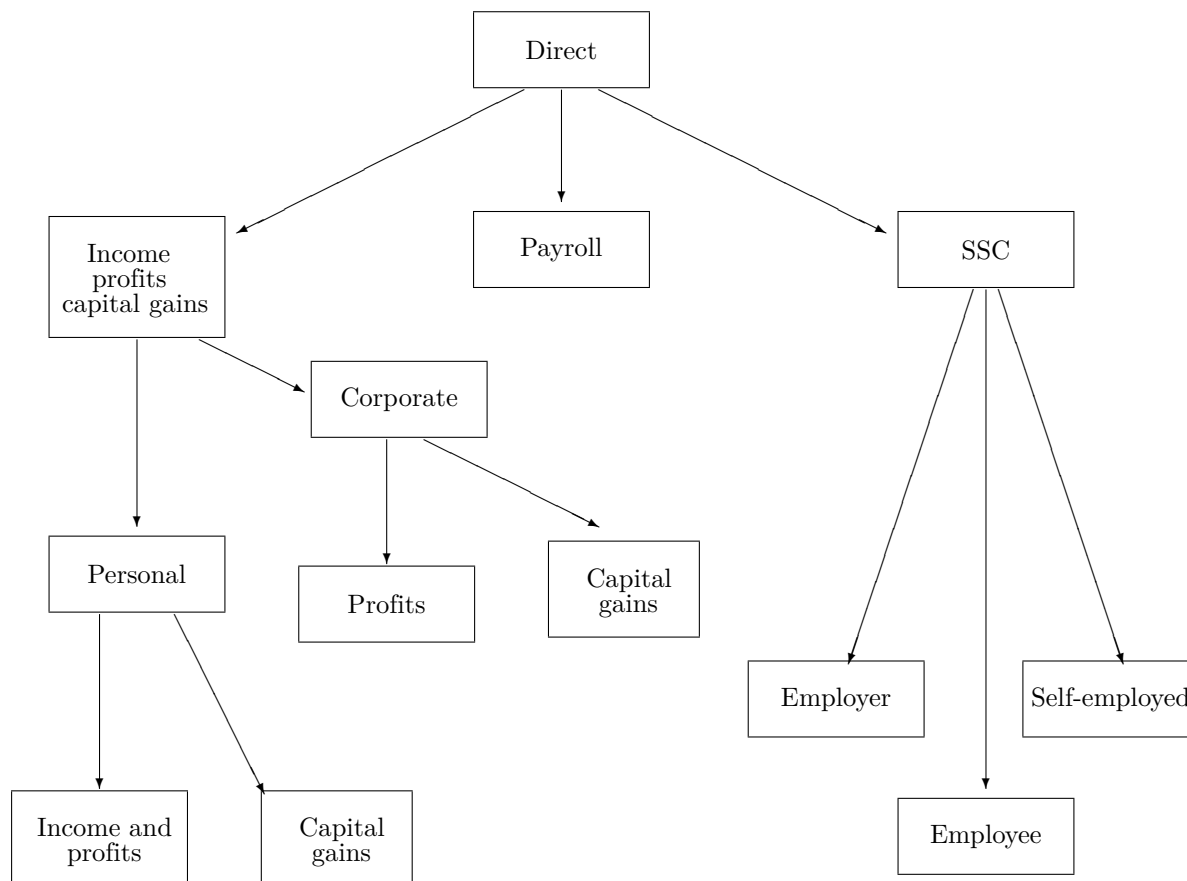 Direct
Income
profits
capital gains
Payroll
SSC
Corporate
Personal
Profits
Capital
gains
Employer
Self-employed
Income and
profits
Capital
gains
Employee